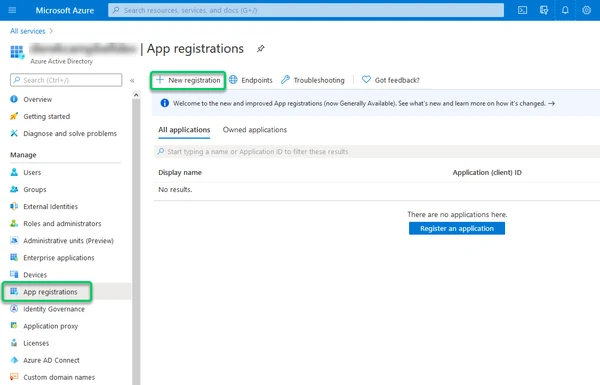 Microsoft Azure
Search resources, services, and docs (G+/)
All services >
| App registrations
Azure Active Directory
Search (Ctrl+/)
«
New registration
Endpoints
Troubleshooting
Got feedback?
Overview
Getting started
Diagnose and solve problems
Manage
Users
Groups
External Identities
Roles and administrators
Administrative units (Preview)
Enterprise applications
Devices
App registrations
Identity Governance
Application proxy
Licenses
Azure AD Connect
Custom domain names
Welcome to the new and improved App registrations (now Generally Available). See what's new and learn more on how it's changed. →
All applications Owned applications
Start typing a name or Application ID to filter these results
Display name Application (client) ID
No results.
There are no applications here.
Register an application